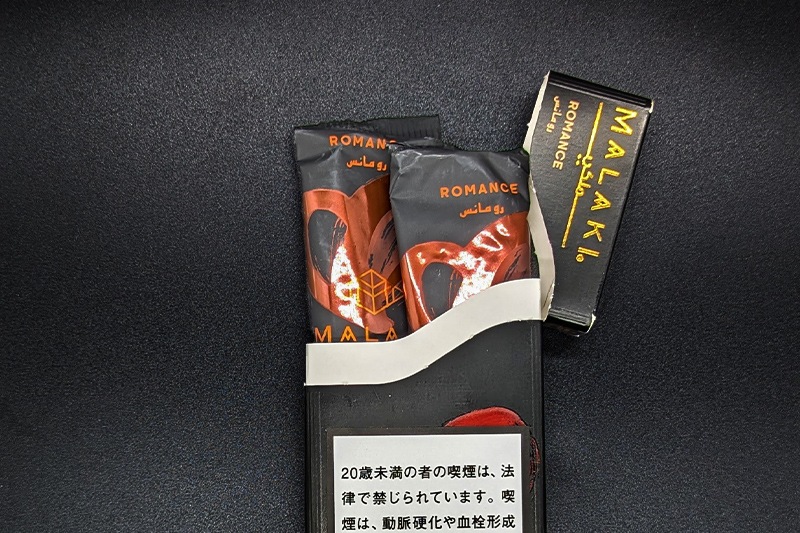 ROMAN
رومانس
ROMANCE
رومانس
MALAKI
ملاكي
ROMANCE
رومانس
MALA
20歳未満の者の喫煙は、法
律で禁じられています。喫
煙は、動脈硬化や血栓形成